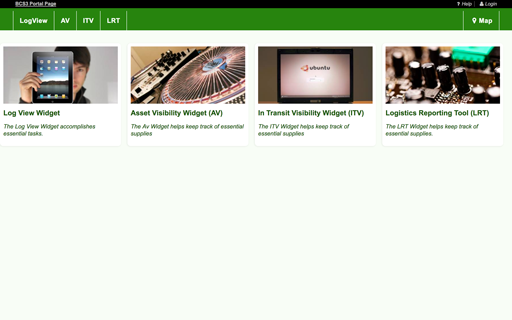 BCS3 Portal Page
? Help | Login
LogView AV ITV LRT Map
ubuntu
Log View Widget
The Log View Widget accomplishes
essential tasks.
Asset Visibility Widget (AV)
The Av Widget helps keep track of essential
supplies
In Transit Visibility Widget (ITV)
The ITV Widget helps keep track of
essential supplies
Logistics Reporting Tool (LRT)
The LRT Widget helps keep track of
essential supplies.